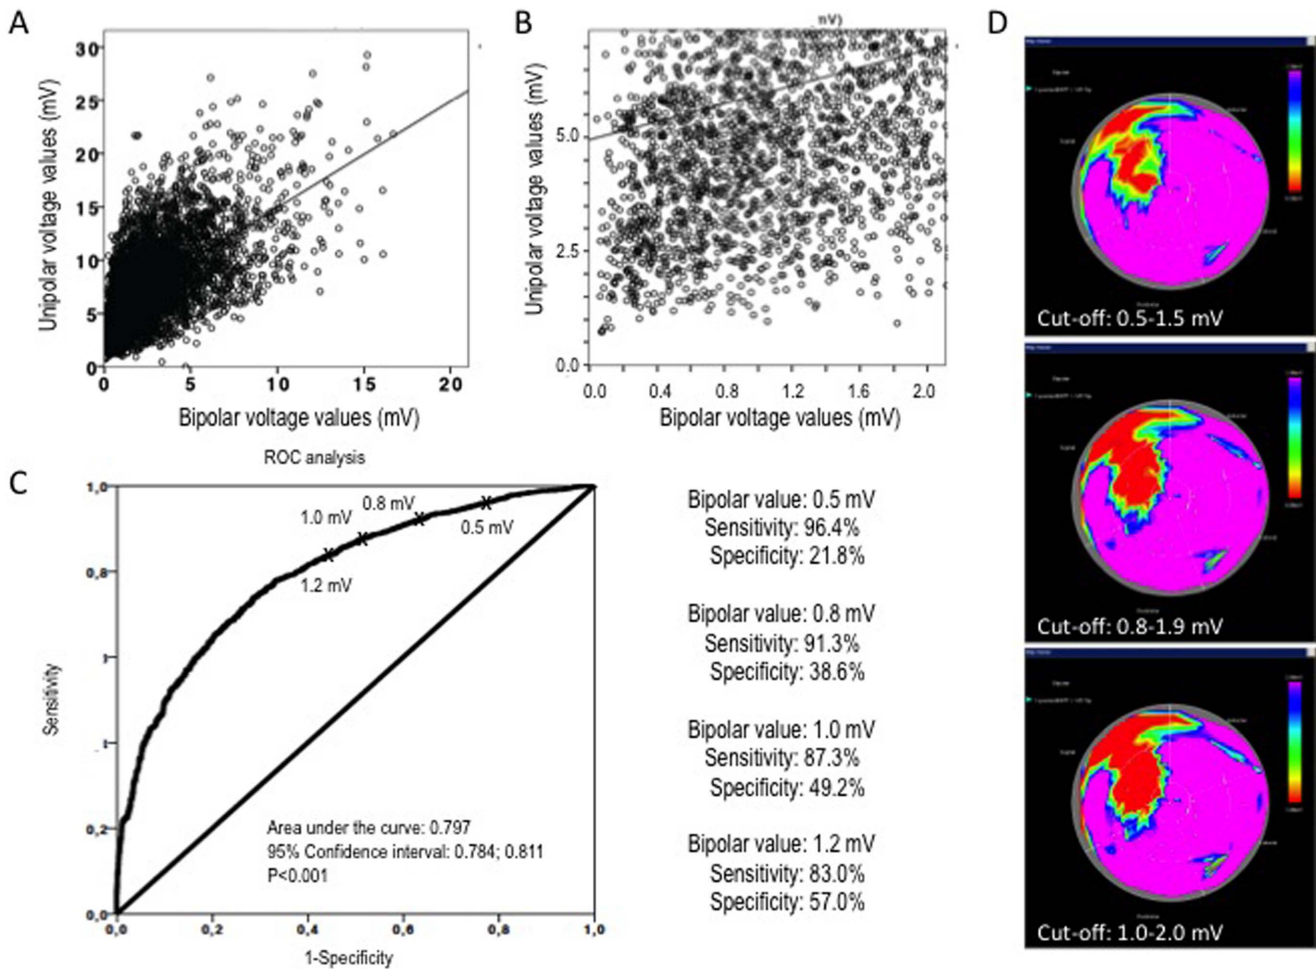 A
30
25
20
15
10
5
0
0 5 10 15 20
Unipolar voltage values (mV)
Bipolar voltage values (mV)
B
nV)
5.0
2.5
0.0
0.0 0.4 0.8 1.2 1.6 2.0
Unipolar voltage values (mV)
Bipolar voltage values (mV)
C
ROC analysis
1,0
0,8
0,2
0,0
0,0 0,2 0,4 0,6 0,8 1,0
Sensitivity
1-Specificity
0.8 mV
1.0 mV
0.5 mV
1.2 mV
Area under the curve: 0.797
95% Confidence interval: 0.784; 0.811
P<0.001
Bipolar value: 0.5 mV
Sensitivity: 96.4%
Specificity: 21.8%
Bipolar value: 0.8 mV
Sensitivity: 91.3%
Specificity: 38.6%
Bipolar value: 1.0 mV
Sensitivity: 87.3%
Specificity: 49.2%
Bipolar value: 1.2 mV
Sensitivity: 83.0%
Specificity: 57.0%
D
Cut-off: 0.5-1.5 mV
Cut-off: 0.8-1.9 mV
Cut-off: 1.0-2.0 mV